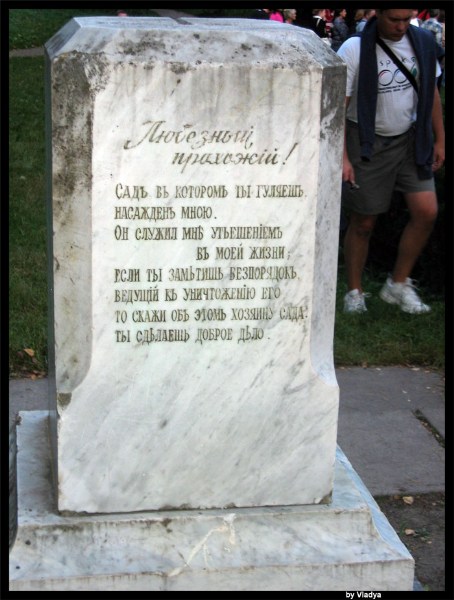 Любезный
прохожій!
Садъ въ которомъ ты гуляешь
насажденъ мною.
Он служил мнѣ утѣшеніемъ
въ моей жизни;
если ты замѣтишь безпорядокъ
ведущій къ уничтоженію его
то скажи объ этомъ хозяину сада:
ты сдѣлаешь доброе дѣло.
by Vladya